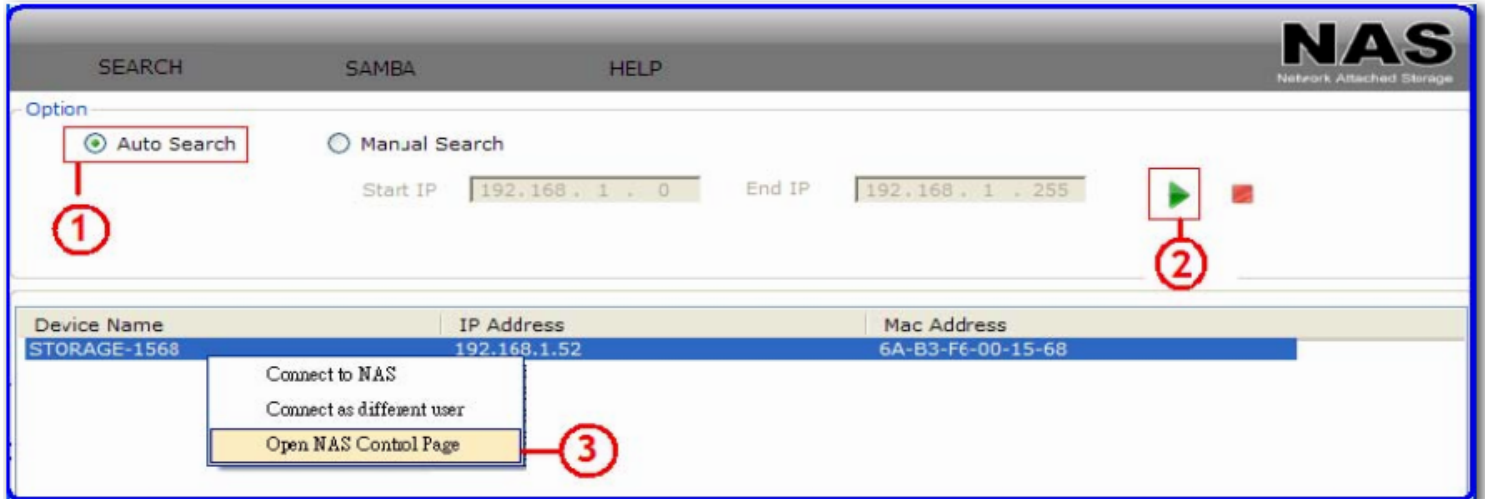 NAS
Network Attached Storage
SEARCH SAMBA HELP
Option
Auto Search Manual Search
Start IP 192.168. 1 . 0 End IP 192.168. 1 . 255
1
2
Device Name IP Address Mac Address
STORAGE-1568 192.168.1.52 6A-B3-F6-00-15-68
Connect to NAS
Connect as different user
Open NAS Control Page
3